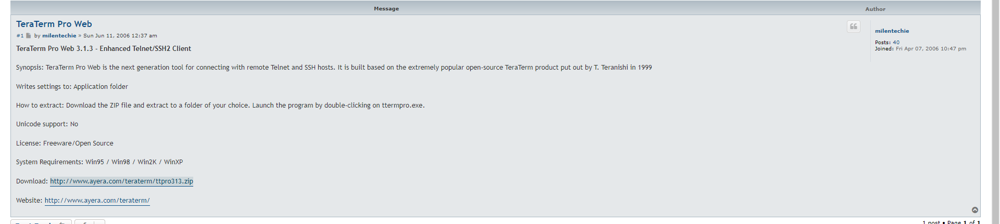 Message
Author
TeraTerm Pro Web
#1 by milentechie » Sun Jun 11, 2006 12:37 am
TeraTerm Pro Web 3.1.3 - Enhanced Telnet/SSH2 Client
Synopsis: TeraTerm Pro Web is the next generation tool for connecting with remote Telnet and SSH hosts. It is built based on the extremely popular open-source TeraTerm product put out by T. Teranishi in 1999
Writes settings to: Application folder
How to extract: Download the ZIP file and extract to a folder of your choice. Launch the program by double-clicking on ttermpro.exe.
Unicode support: No
License: Freeware/Open Source
System Requirements: Win95 / Win98 / Win2K / WinXP
Download: http://www.ayera.com/teraterm/ttpro313.zip
Website: http://www.ayera.com/teraterm/
milentechie
Posts: 40
Joined: Fri Apr 07, 2006 10:47 pm
1 post • Page 1 of 1